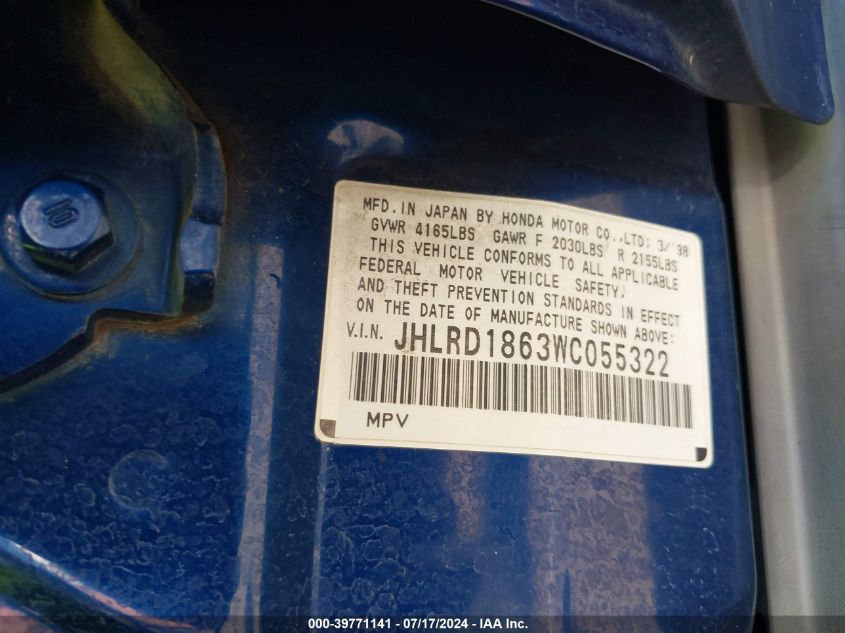 10
MFD. IN JAPAN BY HONDA MOTOR CO.,LTD: 3/'98
GVWR 4165LBS GAWR F 2030LBS R 2155LBS
THIS VEHICLE CONFORMS TO ALL APPLICABLE
FEDERAL MOTOR VEHICLE SAFETY,
AND THEFT PREVENTION STANDARDS IN EFFECT
ON THE DATE OF MANUFACTURE SHOWN ABOVE:
V.I.N. JHLRD1863WC055322
MPV
000-39771141 - 07/17/2024 - IAA Inc.